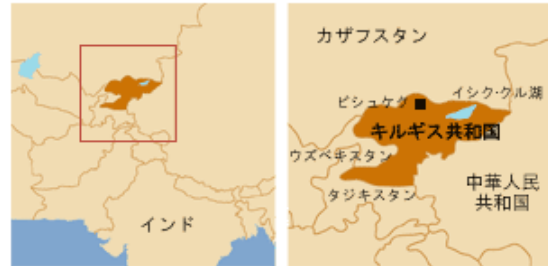 インド
カザフスタン
ビシュケク
イシク・クル湖
キルギス共和国
ウズベキスタン
タジキスタン
中華人民
共和国